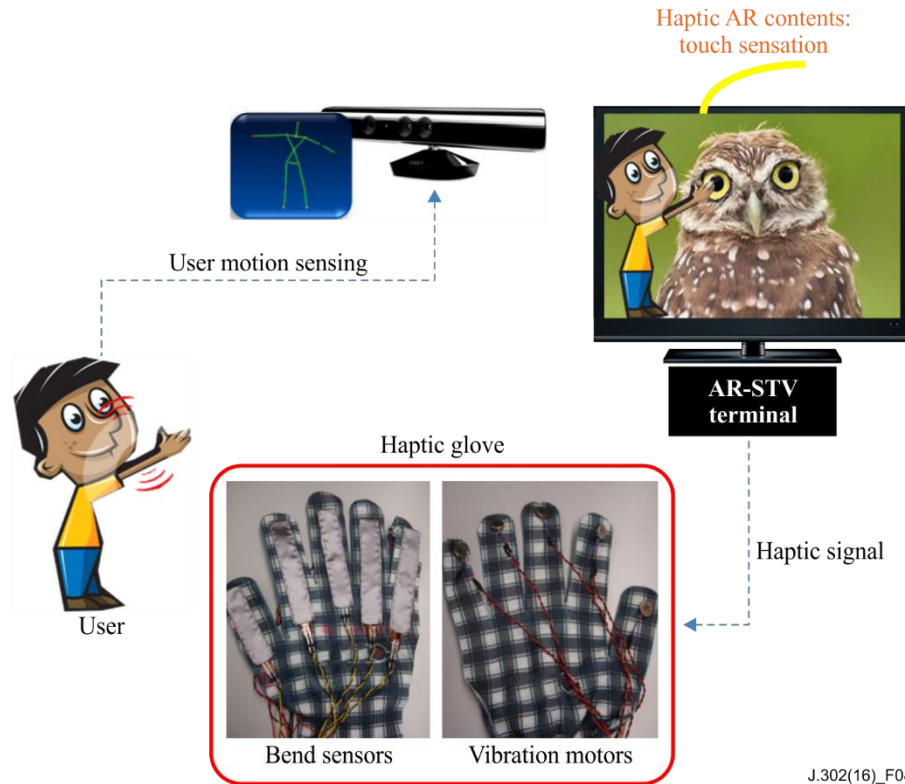 Haptic AR contents:
touch sensation
User motion sensing
AR-STV
terminal
Haptic glove
Haptic signal
User
Bend sensors
Vibration motors
J.302(16)_F0